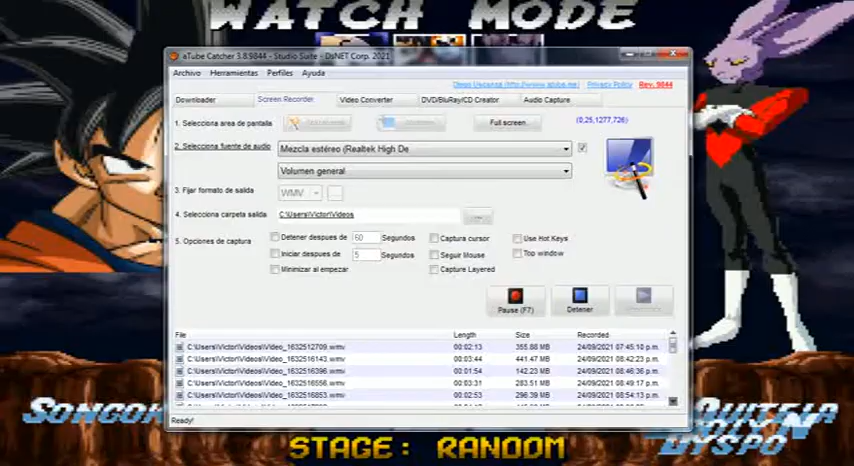 WATCH MODE
aTube Catcher 3.8.9844 - Studio Suite - DsNET Corp. 2021
Archivo Herramientas Perfiles Ayuda
Diego Uscanga (http://www.atube.me) Privacy Policy Rev. 9844
Downloader Screen Recorder Video Converter DVD/BluRay/CD Creator Audio Capture
1. Selecciona area de pantalla Full screen. (0,25,1277,726)
2. Selecciona fuente de audio Mezcla estéreo (Realtek High De
Volumen general
3. Fijar formato de salida WMV
4. Selecciona carpeta salida C:\Users\Victor\Videos ...
5. Opciones de captura Detener despues de 60 Segundos Captura cursor Use Hot Keys
Iniciar despues de 5 Segundos Seguir Mouse Top window
Minimizar al empezar Capture Layered
Pause (F7) Detener
File Length Size Recorded
C:\Users\Victor\Videos\Video_1632512709.wmv 00:02:13 355.88 MB 24/09/2021 07:45:10 p.m.
C:\Users\Victor\Videos\Video_1632516143.wmv 00:03:44 441.47 MB 24/09/2021 08:42:23 p.m.
C:\Users\Victor\Videos\Video_1632516396.wmv 00:01:54 142.23 MB 24/09/2021 08:46:36 p.m.
C:\Users\Victor\Videos\Video_1632516556.wmv 00:03:31 283.51 MB 24/09/2021 08:49:17 p.m.
C:\Users\Victor\Videos\Video_1632516853.wmv 00:02:53 296.39 MB 24/09/2021 08:54:13 p.m.
Ready!
DYSPO
STAGE: RANDOM